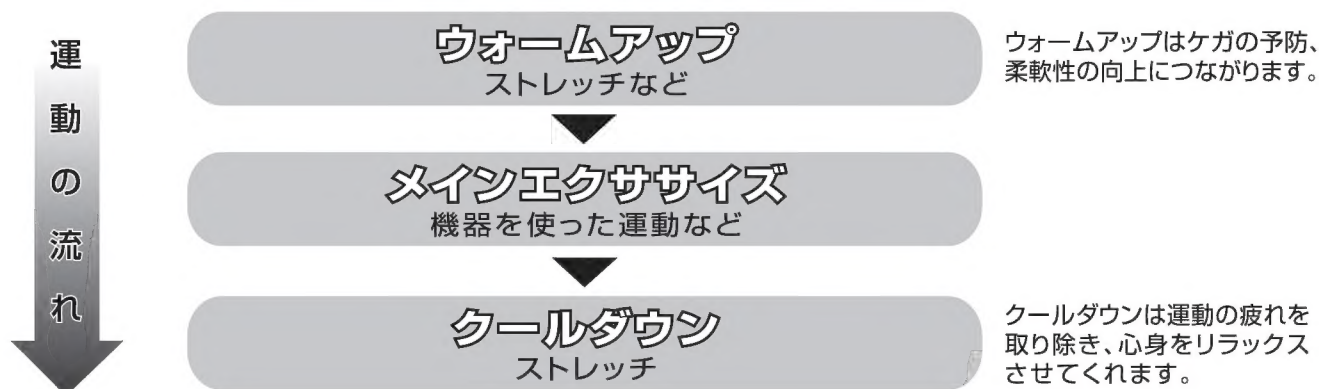 運動の流れ
ウォームアップ
ストレッチなど
ウォームアップはケガの予防、
柔軟性の向上につながります。
メインエクササイズ
機器を使った運動など
クールダウン
ストレッチ
クールダウンは運動の疲れを
取り除き、心身をリラックス
させてくれます。